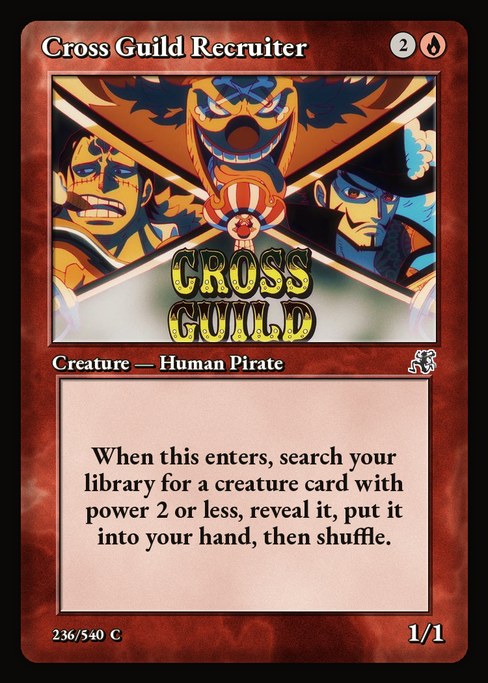 Cross Guild Recruiter 2
CROSS
GUILD
Creature — Human Pirate
When this enters, search your
library for a creature card with
power 2 or less, reveal it, put it
into your hand, then shuffle.
236/540 C 1/1